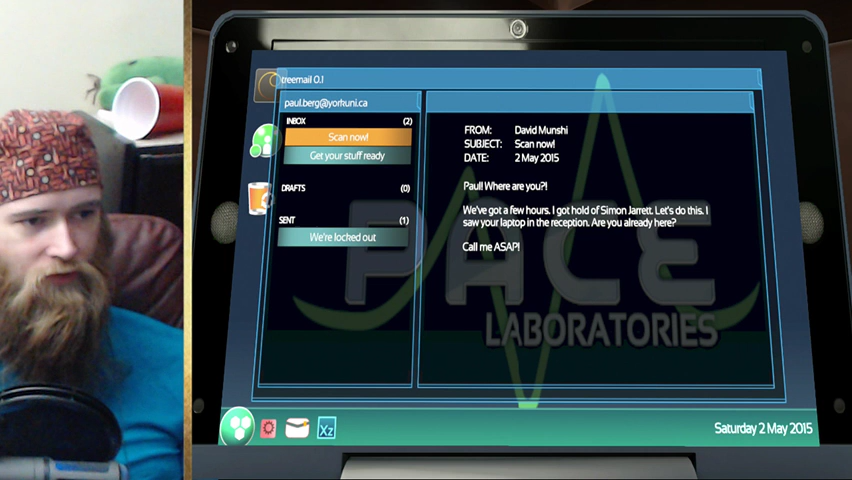 treemail 0.1
paul.berg@yorkuni.ca
INBOX (2)
Scan now!
Get your stuff ready
DRAFTS (0)
SENT (1)
We're locked out
FROM: David Munshi
SUBJECT: Scan now!
DATE: 2 May 2015
Paul! Where are you?!
We've got a few hours. I got hold of Simon Jarrett. Let's do this. I
saw your laptop in the reception. Are you already here?
Call me ASAP!
PACE
LABORATORIES
Xz
Saturday 2 May 2015